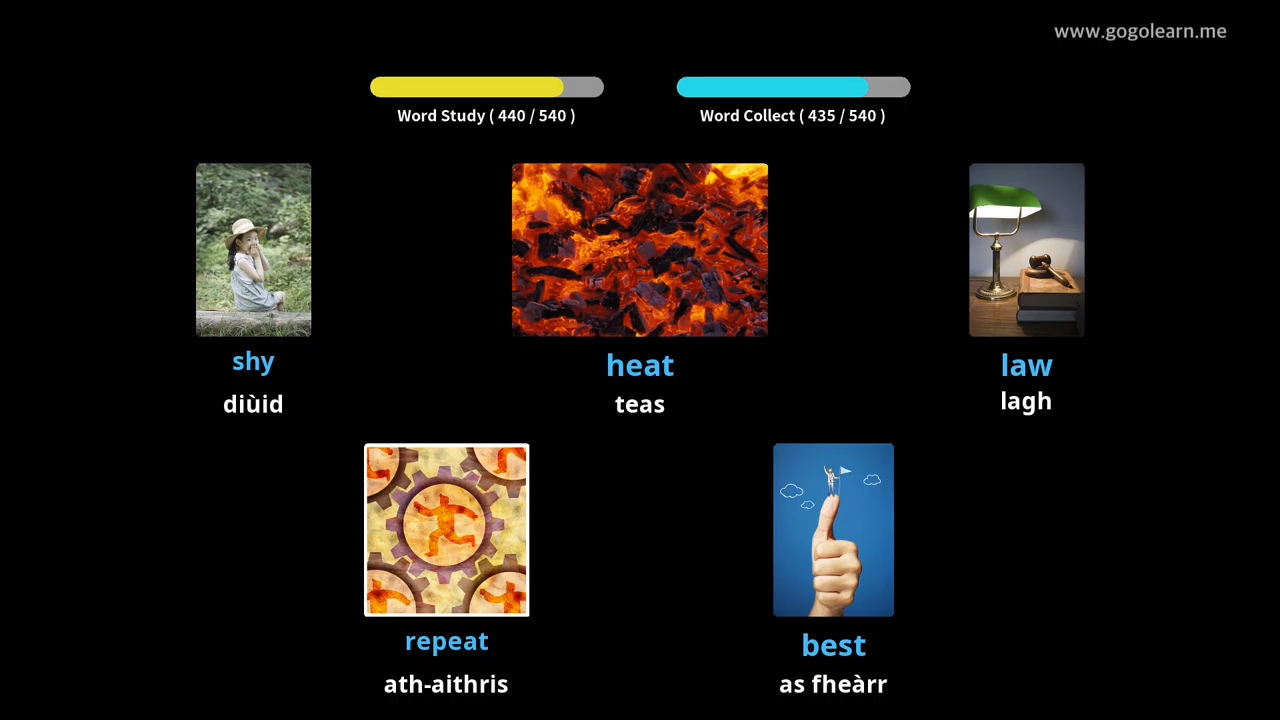 www.gogolearn.me
Word Study ( 440 / 540 )
Word Collect ( 435 / 540 )
shy
diùid
heat
teas
law
lagh
repeat
ath-aithris
best
as fheàrr